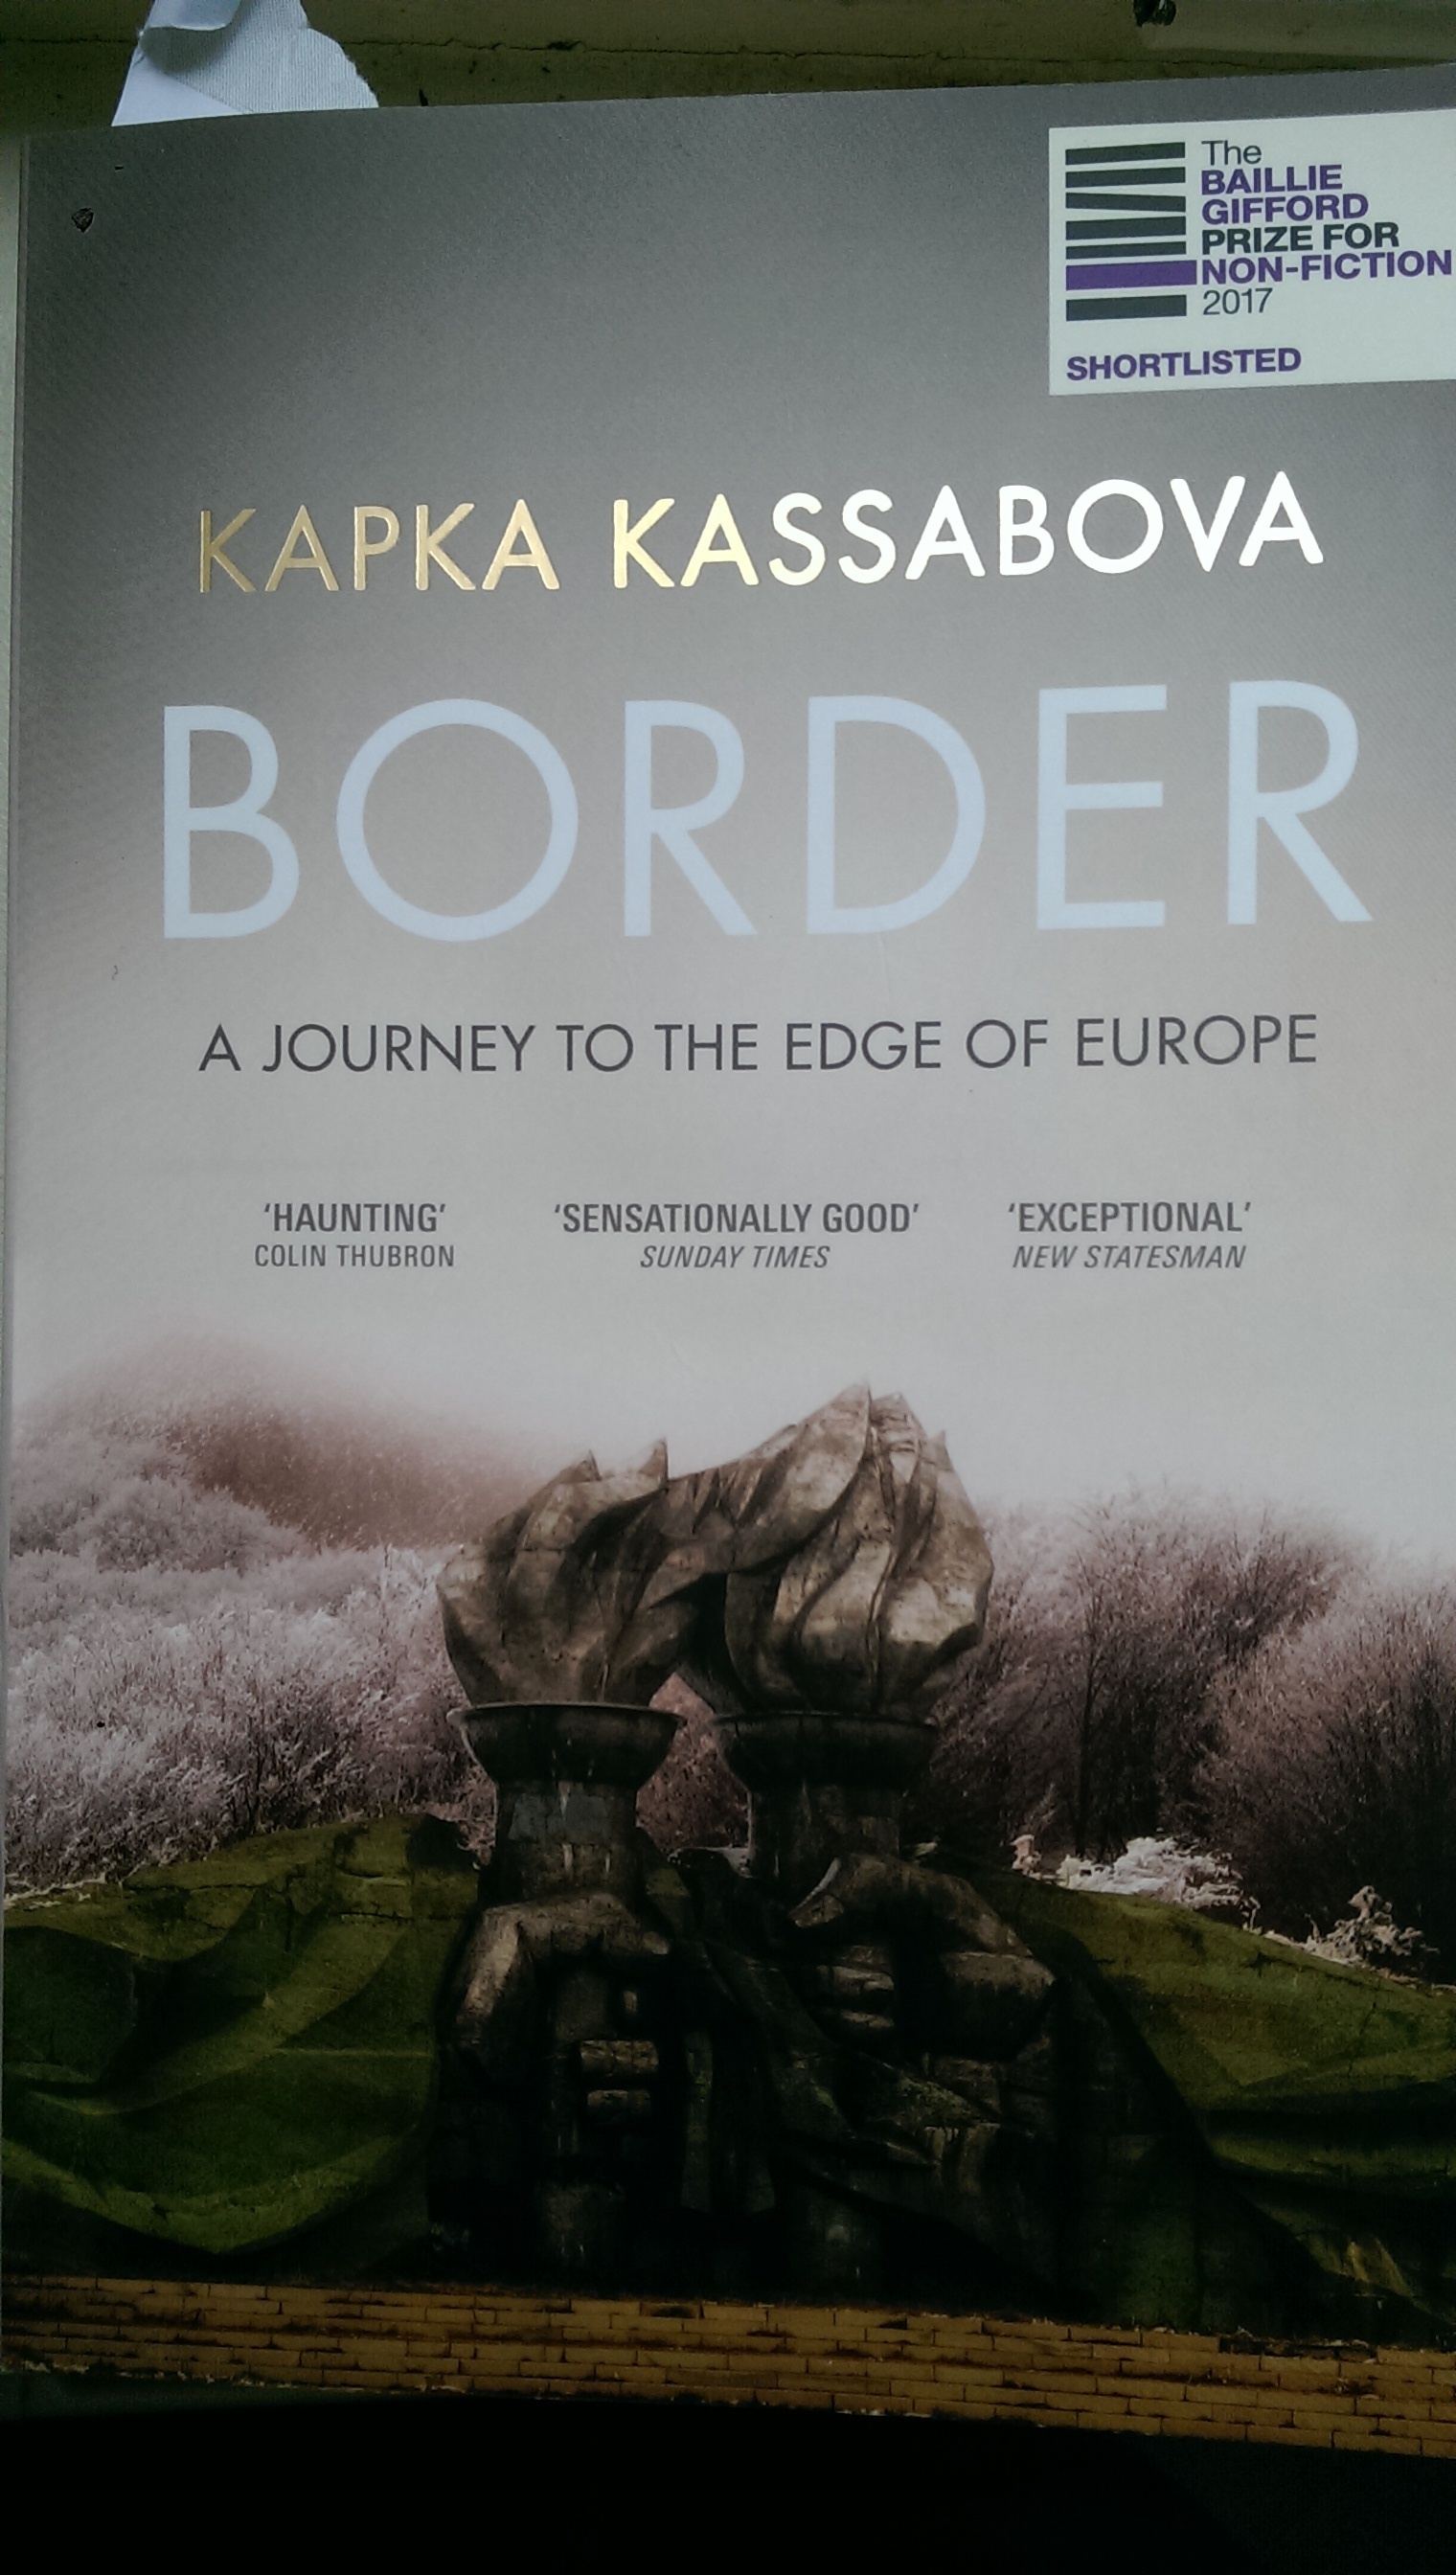 The
BAILLIE
GIFFORD
PRIZE FOR
NON-FICTION
2017
SHORTLISTED
KAPKA KASSABOVA
BORDER
A JOURNEY TO THE EDGE OF EUROPE
‘HAUNTING’ ‘SENSATIONALLY GOOD’ ‘EXCEPTIONAL’
COLIN THUBRON SUNDAY TIMES NEW STATESMAN